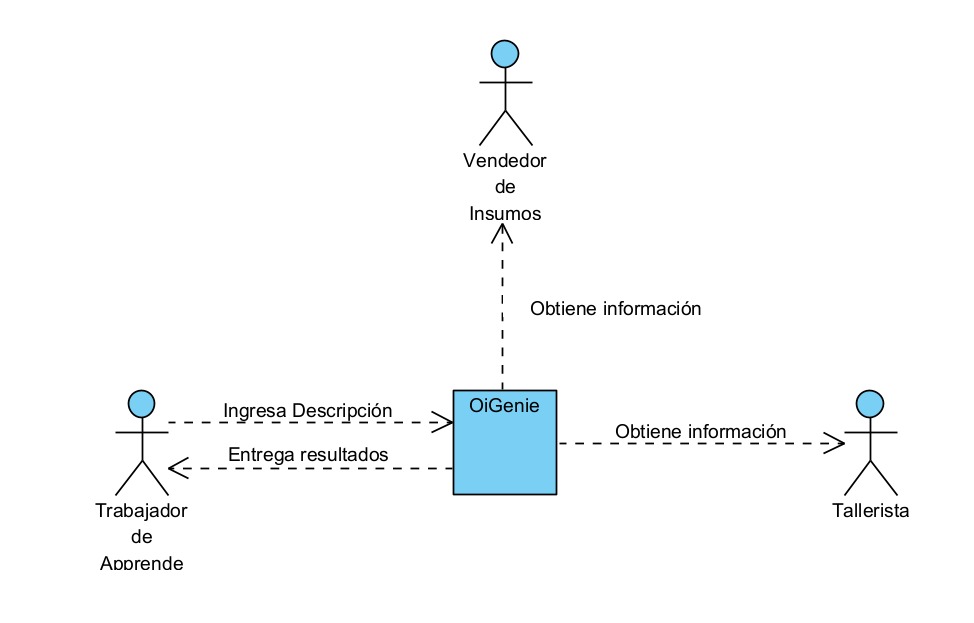 Vendedor
de
Insumos
Obtiene información
OiGenie
Ingresa Descripción
Entrega resultados
Obtiene información
Trabajador
de
Apprende
Tallerista